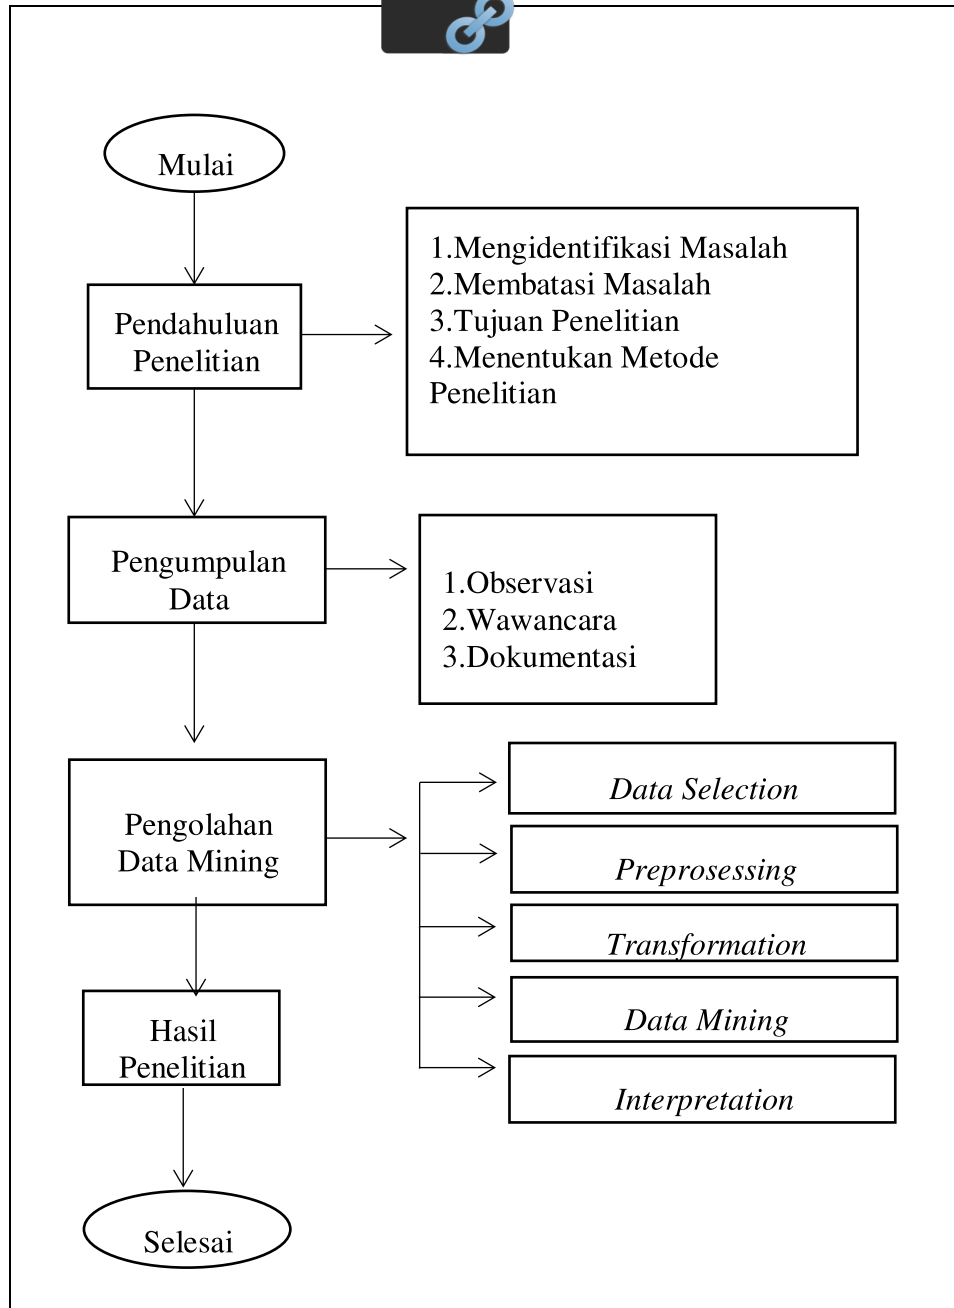 Mulai
Pendahuluan
Penelitian
1.Mengidentifikasi Masalah
2.Membatasi Masalah
3.Tujuan Penelitian
4.Menentukan Metode
Penelitian
Pengumpulan
Data
1.Observasi
2.Wawancara
3.Dokumentasi
Pengolahan
Data Mining
Data Selection
Preprosessing
Transformation
Data Mining
Interpretation
Hasil
Penelitian
Selesai